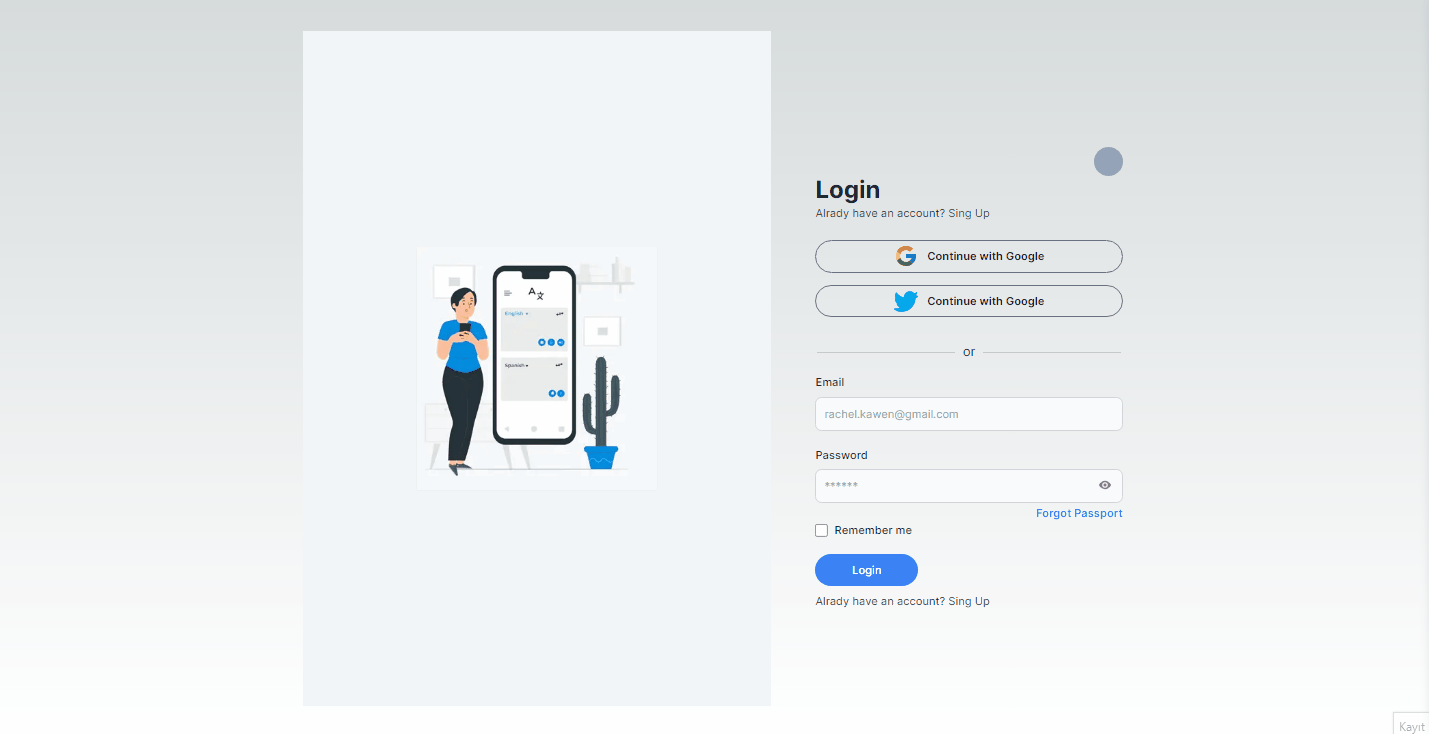 Login
Alrady have an account? Sing Up
Continue with Google
Continue with Google
or
Email
rachel.kawen@gmail.com
Password
******
Forgot Passport
Remember me
Login
Alrady have an account? Sing Up
English
Spanish
Kayıt